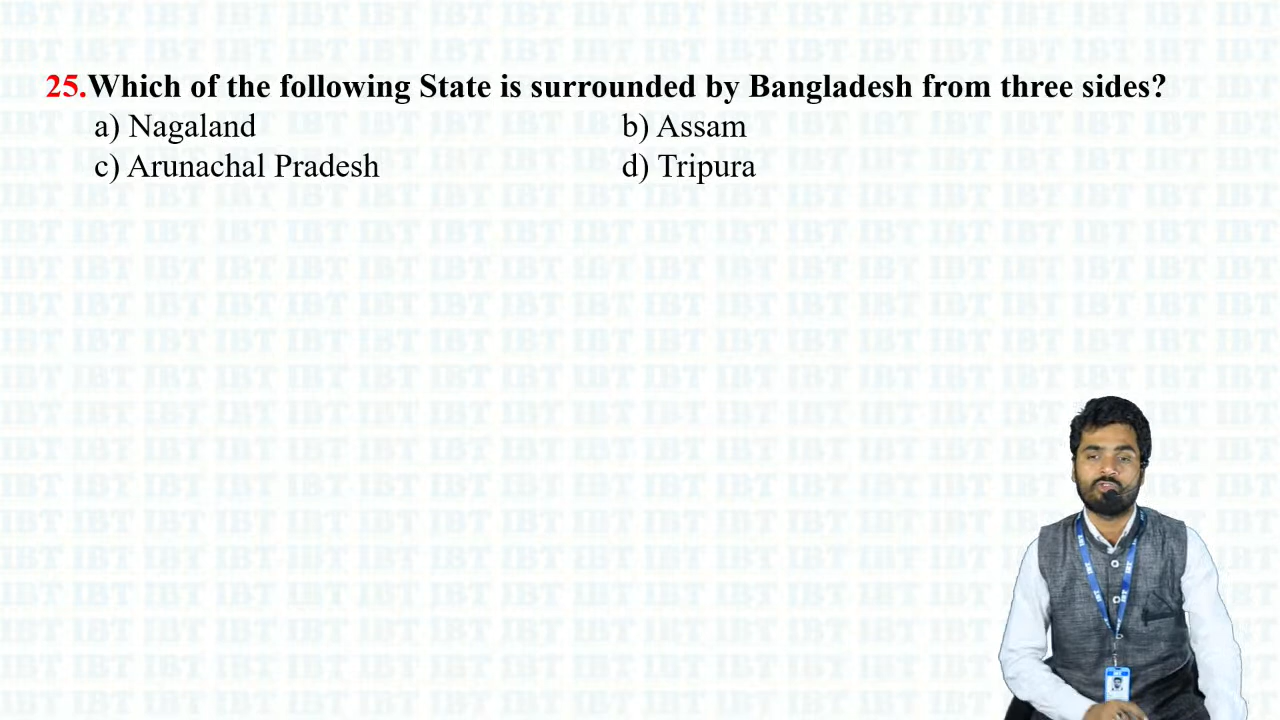 25.Which of the following State is surrounded by Bangladesh from three sides?
a) Nagaland b) Assam
c) Arunachal Pradesh d) Tripura